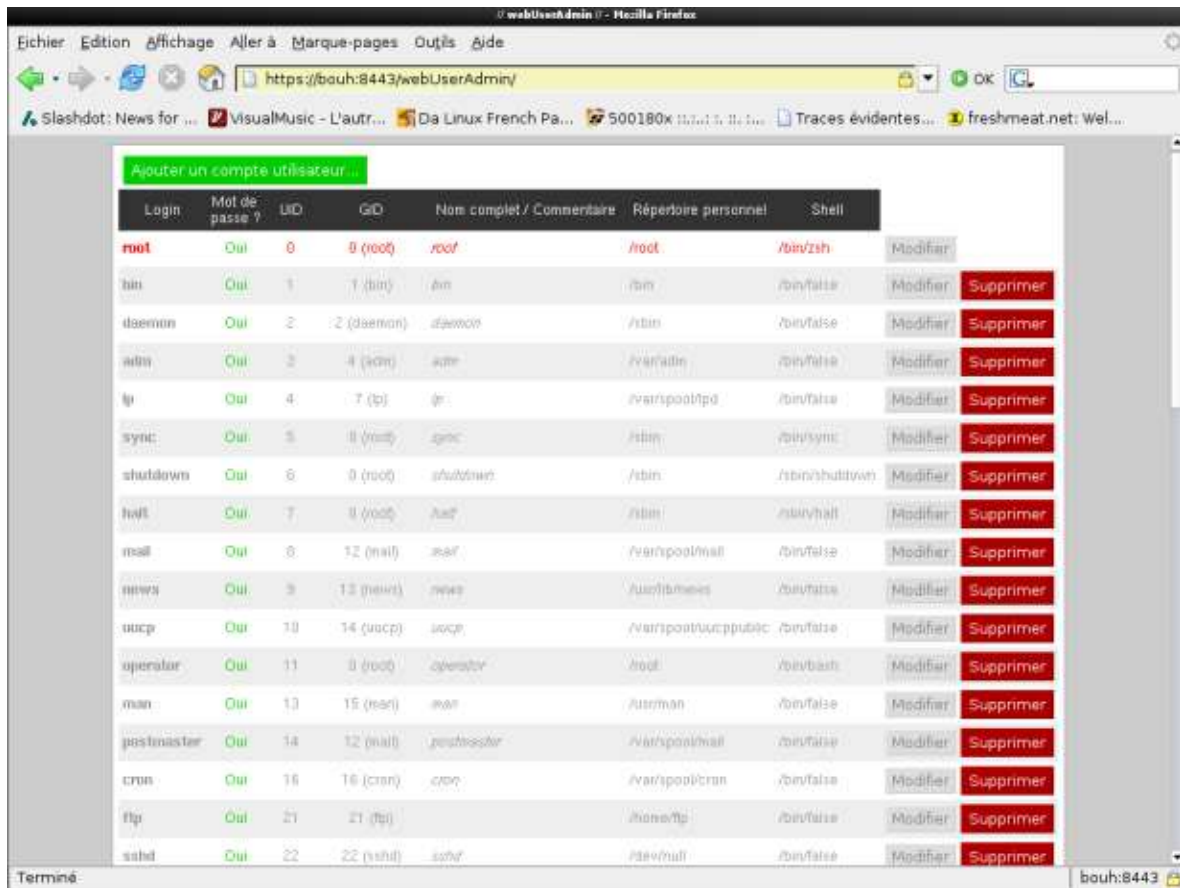 // webUserAdmin // - Mozilla Firefox
Fichier Edition Affichage Aller à Marque-pages Outils Aide
https://bouh:8443/webUserAdmin/ OK
Slashdot: News for ... VisualMusic - L'autr... Da Linux French Pa... 500180x Traces évidentes... freshmeat.net: Wel...
Ajouter un compte utilisateur...
Login Mot de passe ? UID GID Nom complet / Commentaire Répertoire personnel Shell
root Oui 0 0 (root) root /root /bin/zsh Modifier
bin Oui 1 1 (bin) bin /bin /bin/false Modifier Supprimer
daemon Oui 2 2 (daemon) daemon /sbin /bin/false Modifier Supprimer
adm Oui 3 4 (adm) adm /var/adm /bin/false Modifier Supprimer
lp Oui 4 7 (lp) lp /var/spool/lpd /bin/false Modifier Supprimer
sync Oui 5 0 (root) sync /sbin /bin/sync Modifier Supprimer
shutdown Oui 6 0 (root) shutdown /sbin /sbin/shutdown Modifier Supprimer
halt Oui 7 0 (root) halt /sbin /sbin/halt Modifier Supprimer
mail Oui 8 12 (mail) mail /var/spool/mail /bin/false Modifier Supprimer
news Oui 9 13 (news) news /usr/lib/news /bin/false Modifier Supprimer
uucp Oui 10 14 (uucp) uucp /var/spool/uucppublic /bin/false Modifier Supprimer
operator Oui 11 0 (root) operator /root /bin/bash Modifier Supprimer
man Oui 13 15 (man) man /usr/man /bin/false Modifier Supprimer
postmaster Oui 14 12 (mail) postmaster /var/spool/mail /bin/false Modifier Supprimer
cron Oui 16 16 (cron) cron /var/spool/cron /bin/false Modifier Supprimer
ftp Oui 21 21 (ftp) /home/ftp /bin/false Modifier Supprimer
sshd Oui 22 22 (sshd) sshd /dev/null /bin/false Modifier Supprimer
Terminé bouh:8443